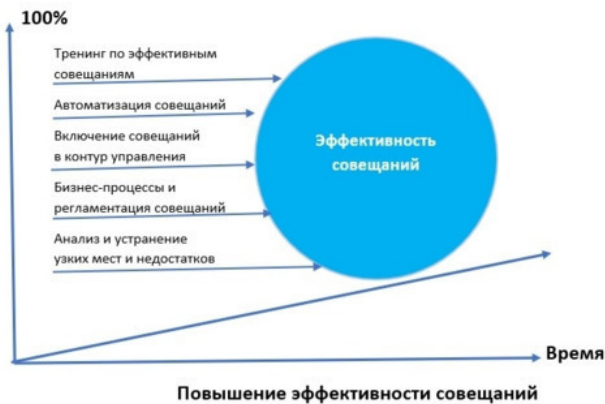 100%
Тренинг по эффективным
совещаниям
Автоматизация совещаний
Включение совещаний
в контур управления
Бизнес-процессы и
регламентация совещаний
Анализ и устранение
узких мест и недостатков
Эффективность
совещаний
Время
Повышение эффективности совещаний